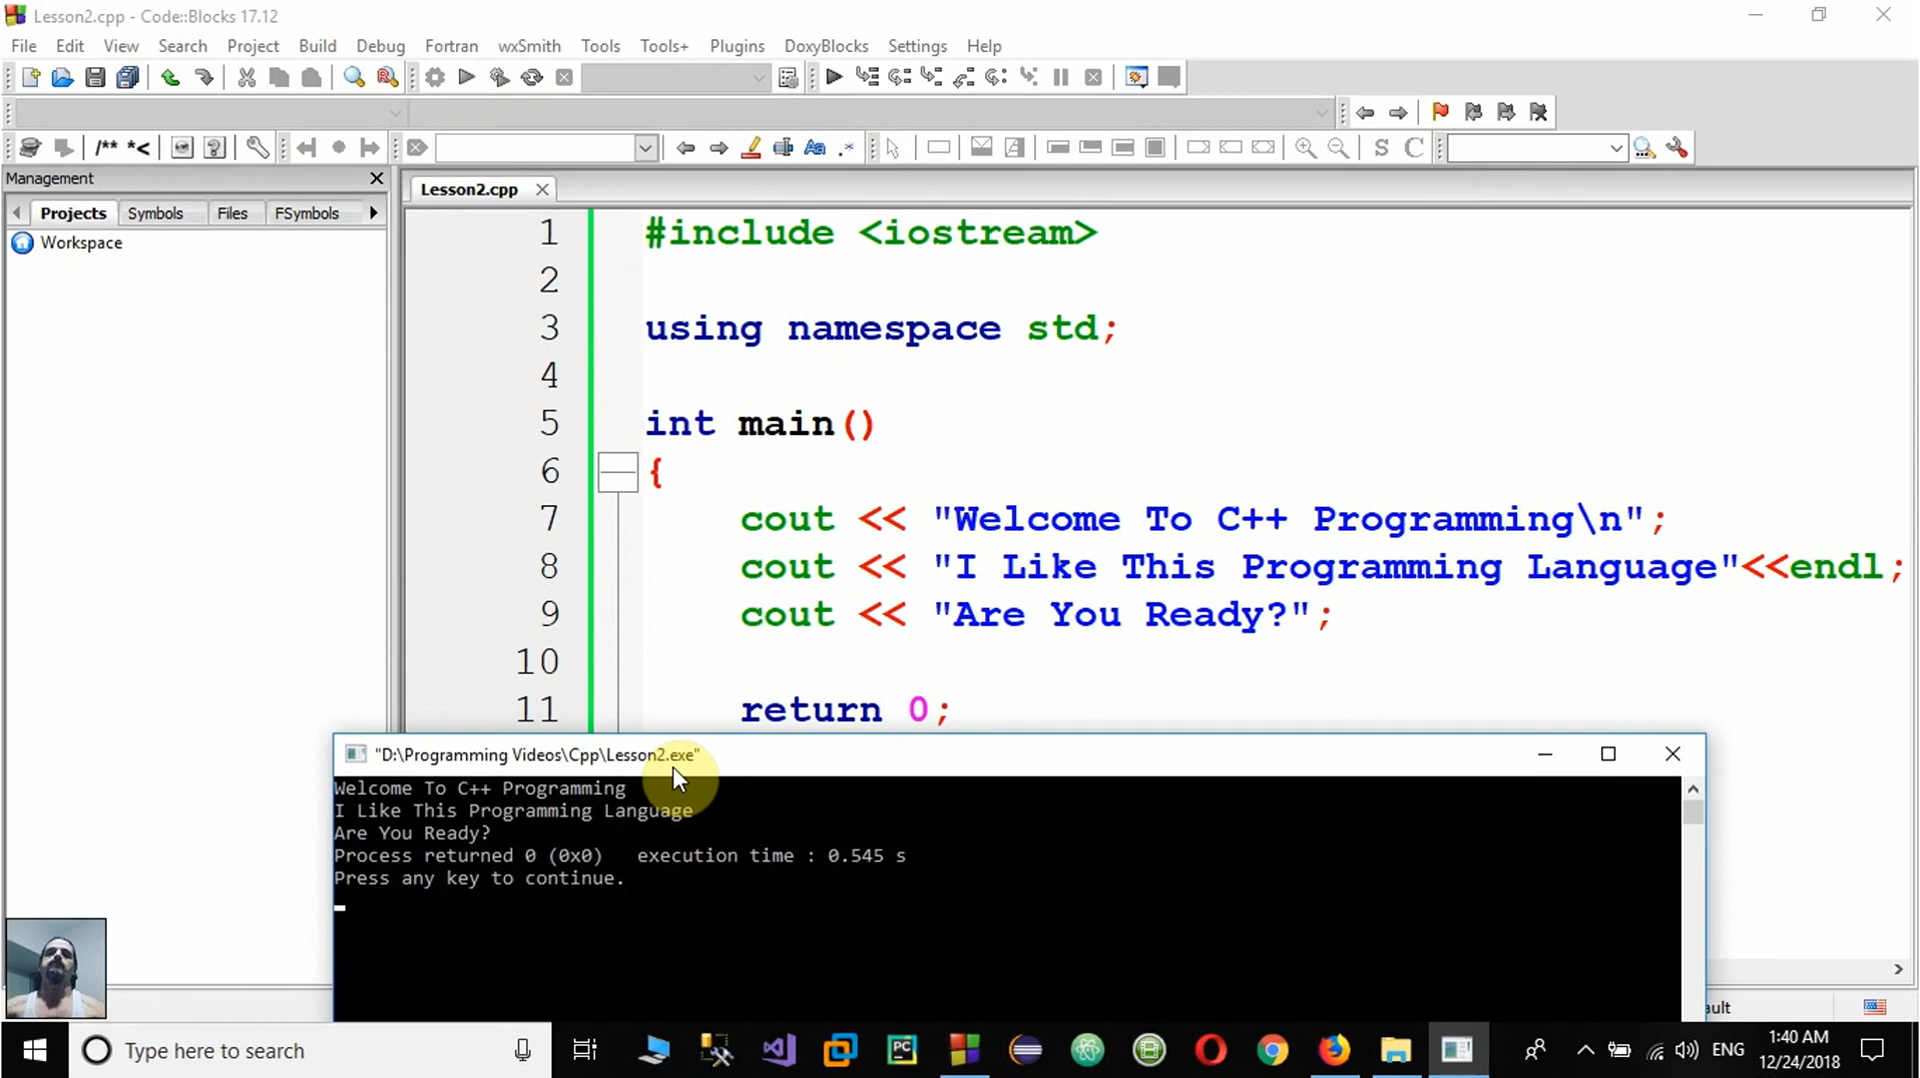 Lesson2.cpp - Code::Blocks 17.12
File Edit View Search Project Build Debug Fortran wxSmith Tools Tools+ Plugins DoxyBlocks Settings Help
/** *<
Aa .*
S C
Management
Projects Symbols Files FSymbols
Workspace
Lesson2.cpp
1 #include <iostream>
2
3 using namespace std;
4
5 int main()
6 {
7 cout << "Welcome To C++ Programming\n";
8 cout << "I Like This Programming Language"<<endl;
9 cout << "Are You Ready?";
10
11 return 0;
"D:\Programming Videos\Cpp\Lesson2.exe"
Welcome To C++ Programming
I Like This Programming Language
Are You Ready?
Process returned 0 (0x0)   execution time : 0.545 s
Press any key to continue.
ault
Type here to search
ENG
1:40 AM
12/24/2018